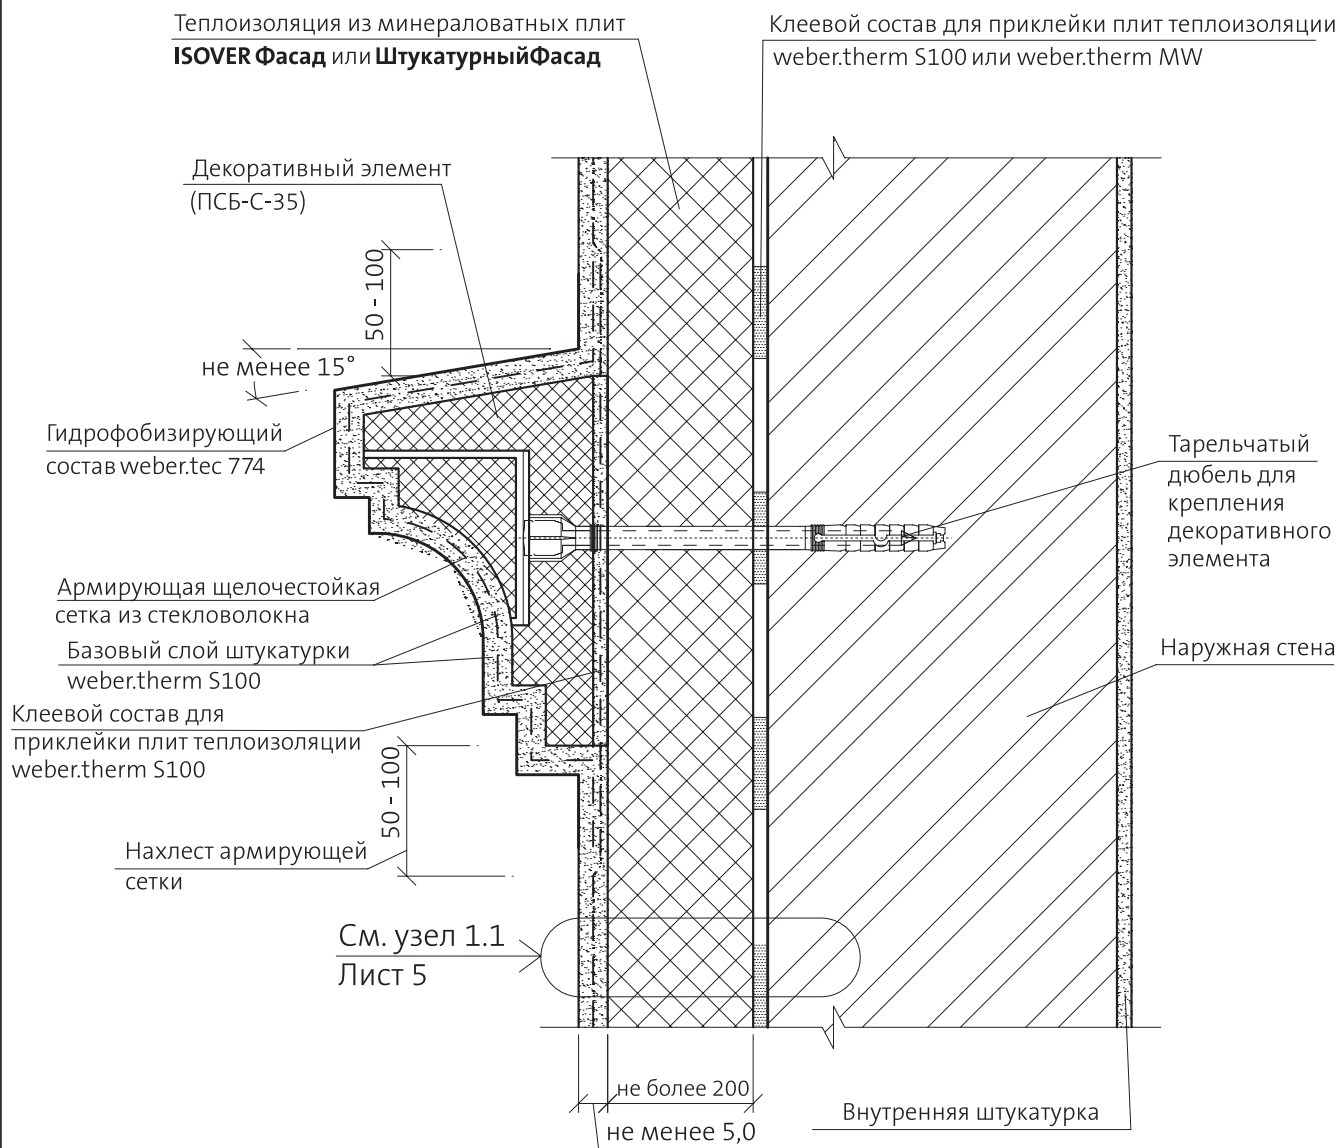 Теплоизоляция из минераловатных плит
ISOVER Фасад или ШтукатурныйФасад
Клеевой состав для приклейки плит теплоизоляции
weber.therm S100 или weber.therm MW
Декоративный элемент
(ПСБ-С-35)
50 - 100
не менее 15°
Гидрофобизирующий
состав weber.tec 774
Тарельчатый
дюбель для
крепления
декоративного
элемента
Армирующая щелочестойкая
сетка из стекловолокна
Базовый слой штукатурки
weber.therm S100
Наружная стена
Клеевой состав для
приклейки плит теплоизоляции
weber.therm S100
50 - 100
Нахлест армирующей
сетки
См. узел 1.1
Лист 5
не более 200
не менее 5,0
Внутренняя штукатурка